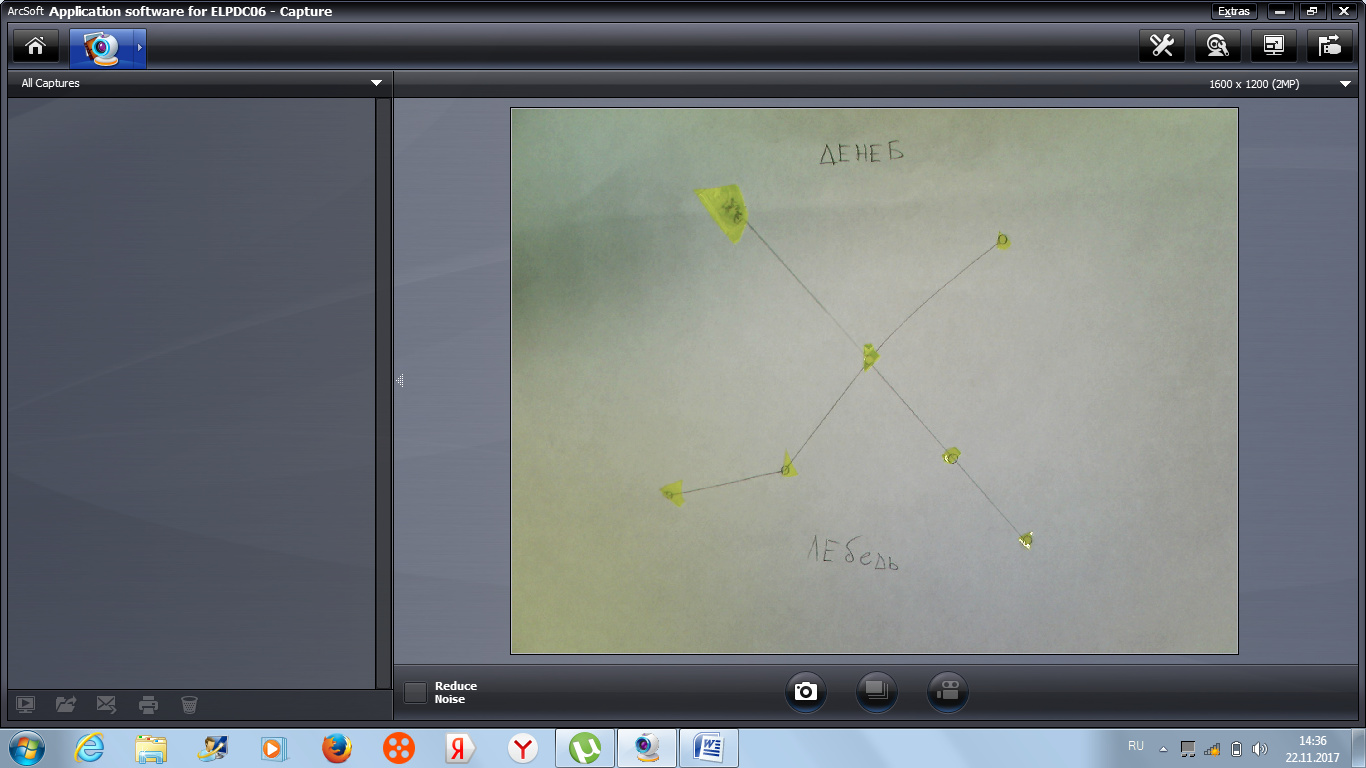 ArcSoft Application software for ELPDC06 - Capture
Extras
All Captures
1600 x 1200 (2MP)
ДЕНЕБ
ЛЕбедь
Reduce
Noise
RU
14:36
22.11.2017